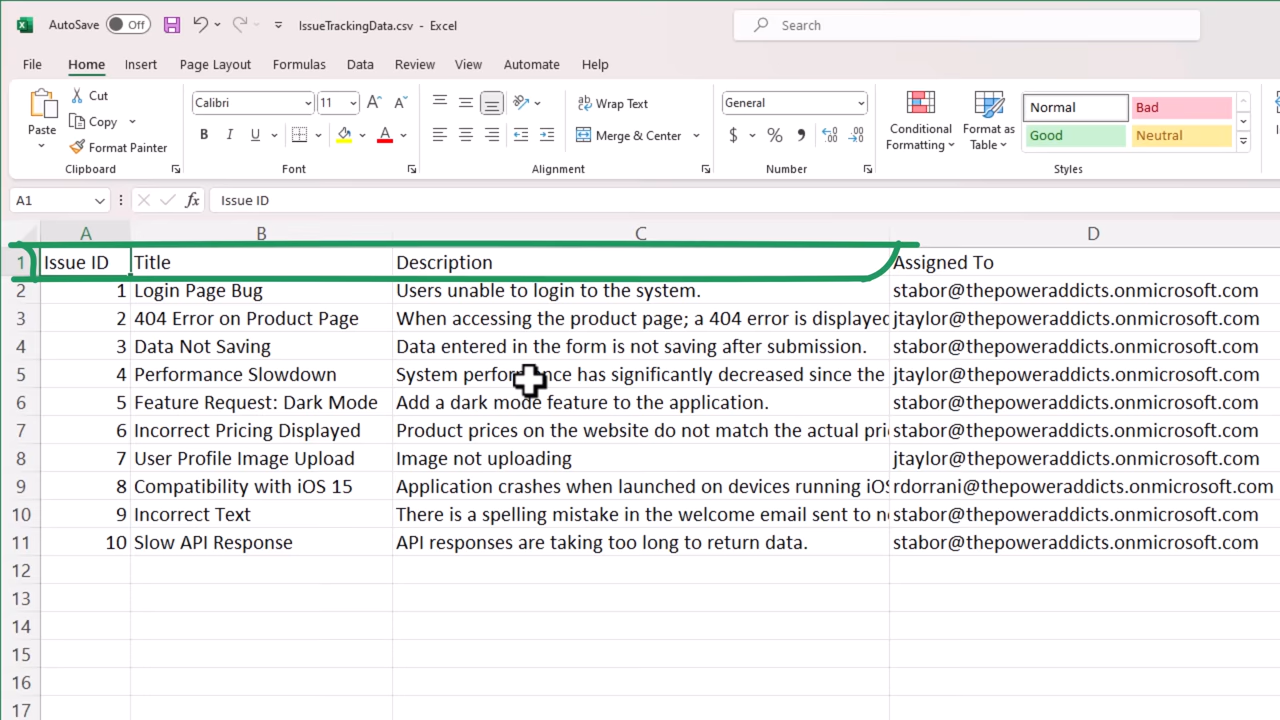 AutoSave Off IssueTrackingData.csv - Excel Search
File Home Insert Page Layout Formulas Data Review View Automate Help
Paste Cut Copy Format Painter Clipboard
Calibri 11 A A B I U A Font
ab Wrap Text Merge & Center Alignment
General $ % Number
Conditional Formatting Format as Table Normal Bad Good Neutral Styles
A1 fx Issue ID
A B C D
1 Issue ID Title Description Assigned To
2 1 Login Page Bug Users unable to login to the system. stabor@thepoweraddicts.onmicrosoft.com
3 2 404 Error on Product Page When accessing the product page; a 404 error is displayed jtaylor@thepoweraddicts.onmicrosoft.com
4 3 Data Not Saving Data entered in the form is not saving after submission. stabor@thepoweraddicts.onmicrosoft.com
5 4 Performance Slowdown System performance has significantly decreased since the jtaylor@thepoweraddicts.onmicrosoft.com
6 5 Feature Request: Dark Mode Add a dark mode feature to the application. stabor@thepoweraddicts.onmicrosoft.com
7 6 Incorrect Pricing Displayed Product prices on the website do not match the actual pri stabor@thepoweraddicts.onmicrosoft.com
8 7 User Profile Image Upload Image not uploading jtaylor@thepoweraddicts.onmicrosoft.com
9 8 Compatibility with iOS 15 Application crashes when launched on devices running iOS rdorrani@thepoweraddicts.onmicrosoft.com
10 9 Incorrect Text There is a spelling mistake in the welcome email sent to n stabor@thepoweraddicts.onmicrosoft.com
11 10 Slow API Response API responses are taking too long to return data. stabor@thepoweraddicts.onmicrosoft.com
12
13
14
15
16
17